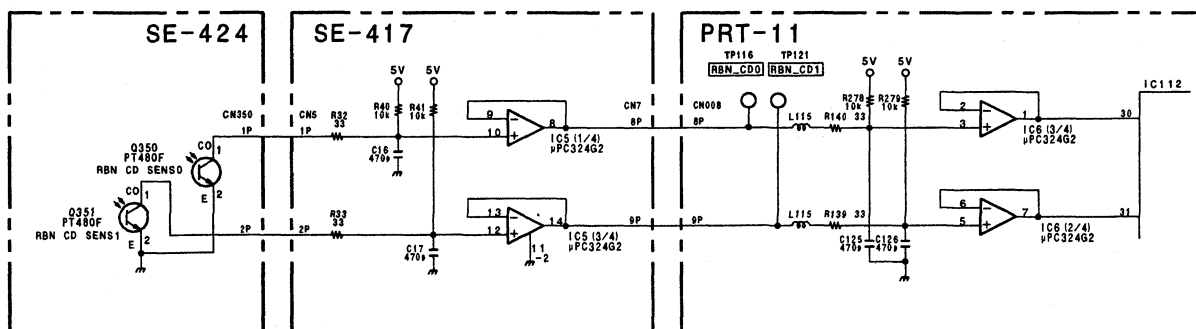 SE-424
SE-417
PRT-11
TP116
TP121
RBN_CD0
RBN_CD1
5V
5V
5V
5V
IC112
CN350
CN5
R32
33
R40
10k
R41
10k
CN7
CN008
R278
10k
R279
10k
1P
1P
9
10
8
8P
8P
L115
R140
33
2
3
1
30
IC5 (1/4)
µPC324G2
IC6 (3/4)
µPC324G2
C16
470p
Q350
PT480F
RBN CD SENS0
CO
1
E
2
Q351
PT480F
RBN CD SENS1
CO
1
E
2
2P
2P
R33
33
13
12
14
9P
9P
L115
R139
33
6
5
7
31
IC5 (3/4)
µPC324G2
IC6 (2/4)
µPC324G2
11
-2
C17
470p
C125
470p
C126
470p